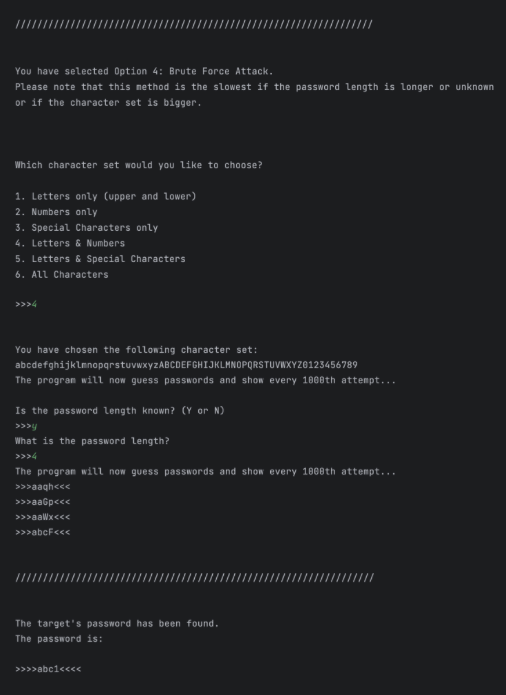 /////////////////////////////////////////////////////////////////
You have selected Option 4: Brute Force Attack.
Please note that this method is the slowest if the password length is longer or unknown
or if the character set is bigger.
Which character set would you like to choose?
1. Letters only (upper and lower)
2. Numbers only
3. Special Characters only
4. Letters & Numbers
5. Letters & Special Characters
6. All Characters
>>>4
You have chosen the following character set:
abcdefghijklmnopqrstuvwxyzABCDEFGHIJKLMNOPQRSTUVWXYZ0123456789
The program will now guess passwords and show every 1000th attempt...
Is the password length known? (Y or N)
>>>y
What is the password length?
>>>4
The program will now guess passwords and show every 1000th attempt...
>>>aaqh<<<
>>>aaGp<<<
>>>aaWx<<<
>>>abcF<<<
/////////////////////////////////////////////////////////////////
The target's password has been found.
The password is:
>>>>abc1<<<<